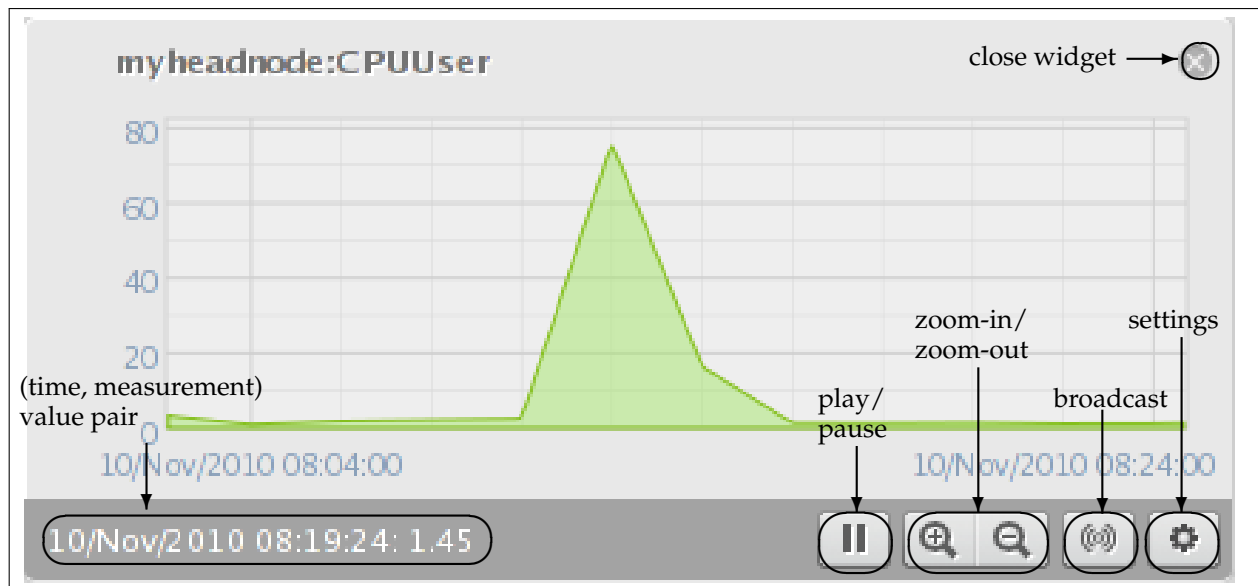 myheadnode:CPUUser
close widget
80
60
40
20
0
zoom-in/
zoom-out
settings
(time, measurement)
value pair
play/
pause
broadcast
10/Nov/2010 08:04:00
10/Nov/2010 08:24:00
10/Nov/2010 08:19:24: 1.45